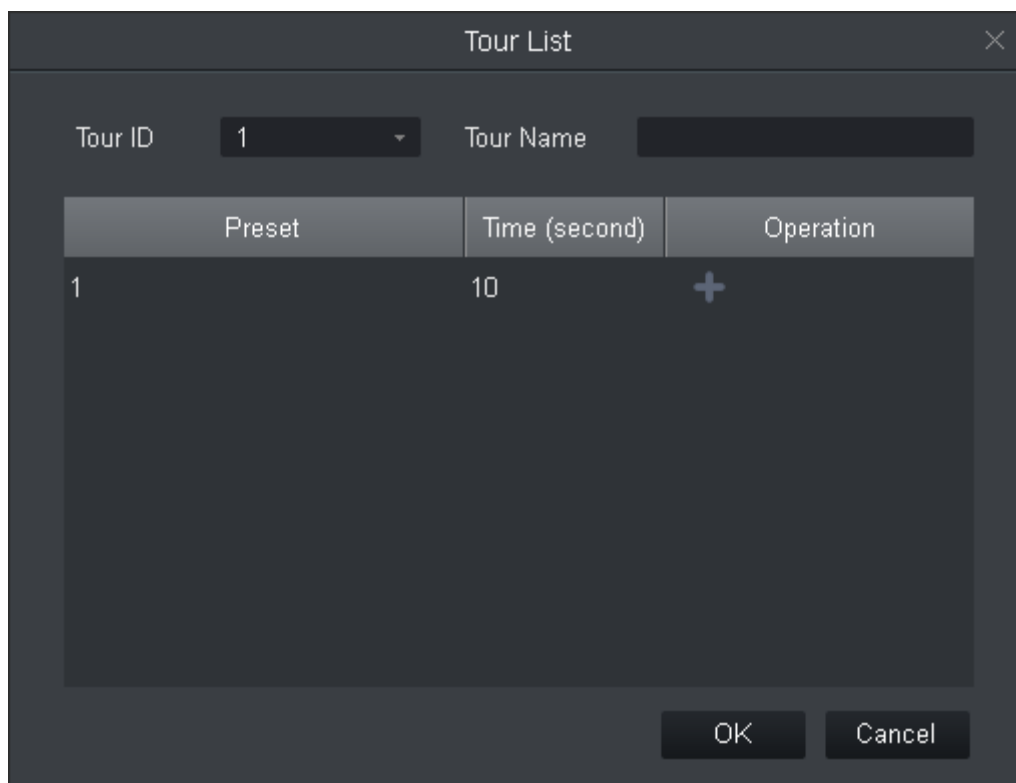 Tour List
Tour ID 1 Tour Name
Preset Time (second) Operation
1 10
OK Cancel